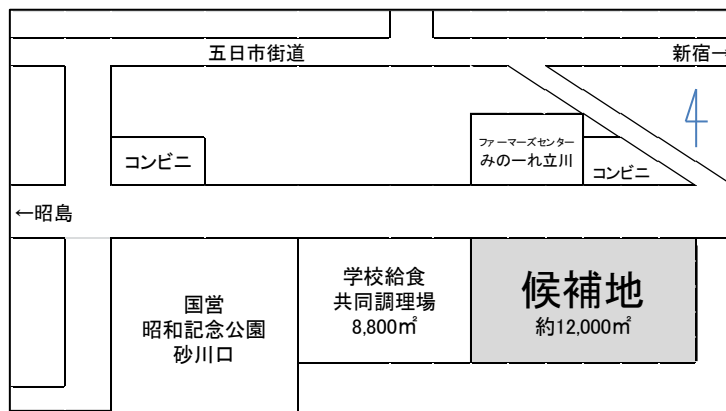 五日市街道
新宿→
ファーマーズセンター
みのーれ立川
コンビニ
コンビニ
←昭島
国営
昭和記念公園
砂川口
学校給食
共同調理場
8,800㎡
候補地
約12,000㎡